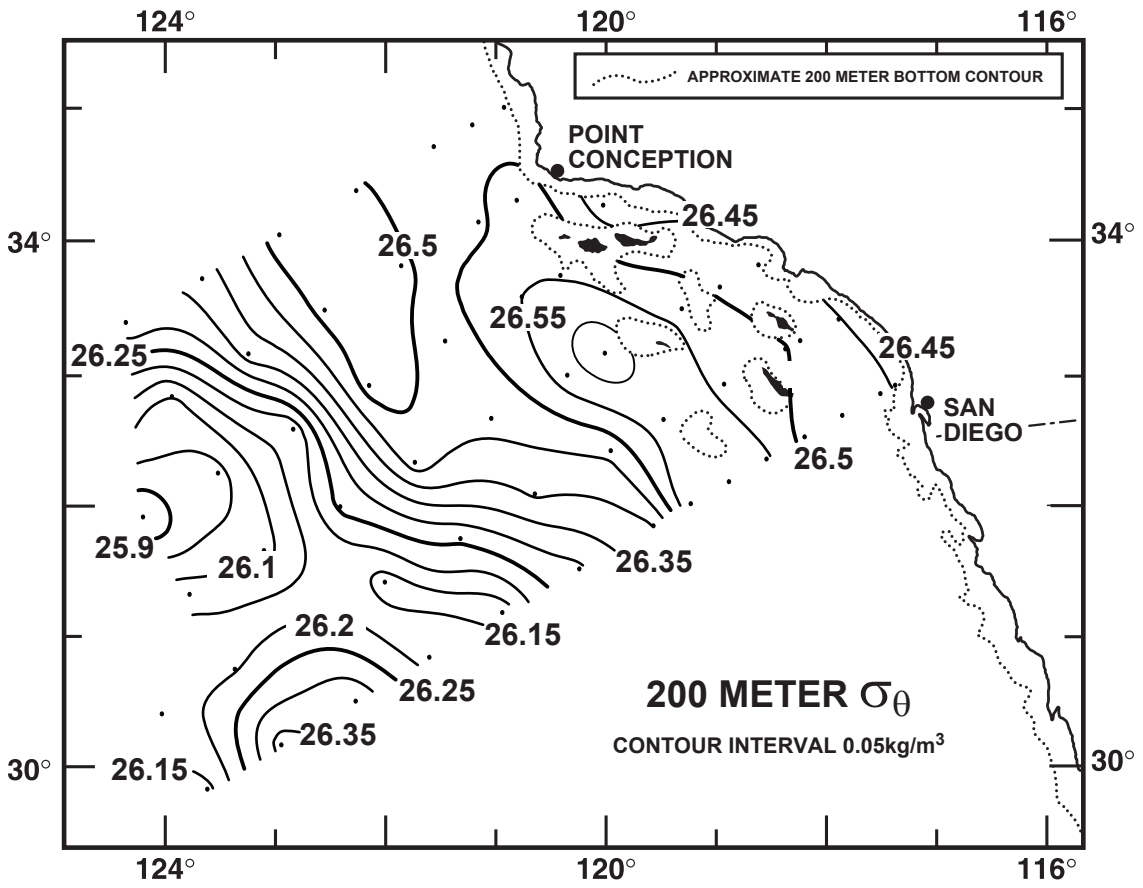 124° 120° 116°
APPROXIMATE 200 METER BOTTOM CONTOUR
POINT
CONCEPTION
26.45
34° 34°
26.5
26.55
26.25
26.45
SAN
DIEGO
26.5
25.9
26.1
26.35
26.2
26.15
26.25
26.35
26.15
200 METER σθ
CONTOUR INTERVAL 0.05kg/m³
30° 30°
124° 120° 116°